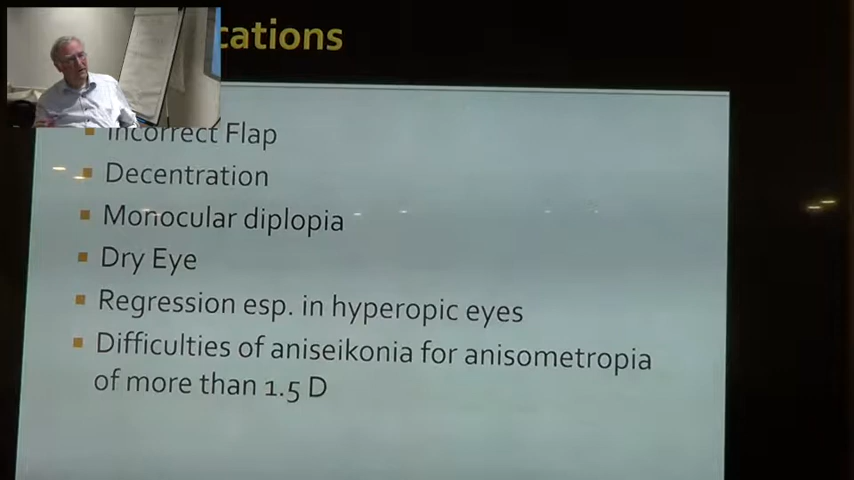 cations
Incorrect Flap
Decentration
Monocular diplopia
Dry Eye
Regression esp. in hyperopic eyes
Difficulties of aniseikonia for anisometropia
of more than 1.5 D